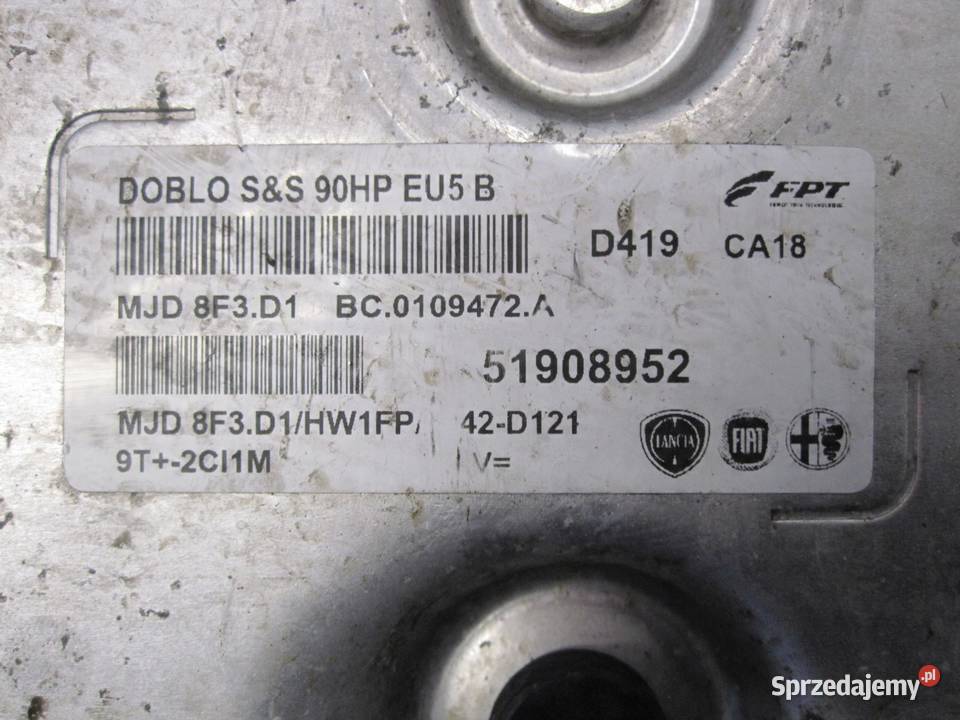 DOBLO S&S 90HP EU5 B
FPT
D419 CA18
MJD 8F3.D1 BC.0109472.A
51908952
MJD 8F3.D1/HW1FP/ 42-D121
LANCIA FIAT
9T+-2CI1M V=
Sprzedajemy.pl